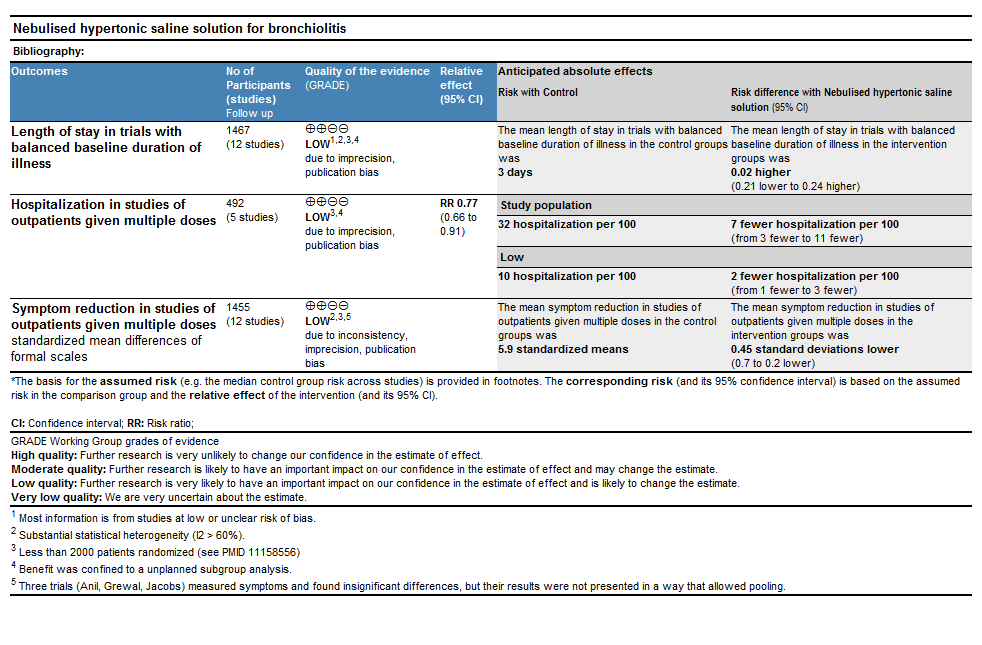 Nebulised hypertonic saline solution for bronchiolitis
Bibliography:
Outcomes
No of
Participants
(studies)
Follow up
Quality of the evidence
(GRADE)
Relative
effect
(95% CI)
Anticipated absolute effects
Risk with Control
Risk difference with Nebulised hypertonic saline
solution (95% CI)
Length of stay in trials with
balanced baseline duration of
illness
1467
(12 studies)
⊕⊕⊖⊖
LOW1,2,3,4
due to imprecision,
publication bias
The mean length of stay in trials with balanced
baseline duration of illness in the control groups
was
3 days
The mean length of stay in trials with balanced
baseline duration of illness in the intervention
groups was
0.02 higher
(0.21 lower to 0.24 higher)
Hospitalization in studies of
outpatients given multiple doses
492
(5 studies)
⊕⊕⊖⊖
LOW3,4
due to imprecision,
publication bias
RR 0.77
(0.66 to
0.91)
Study population
32 hospitalization per 100
7 fewer hospitalization per 100
(from 3 fewer to 11 fewer)
Low
10 hospitalization per 100
2 fewer hospitalization per 100
(from 1 fewer to 3 fewer)
Symptom reduction in studies of
outpatients given multiple doses
standardized mean differences of
formal scales
1455
(12 studies)
⊕⊕⊖⊖
LOW2,3,5
due to inconsistency,
imprecision, publication
bias
The mean symptom reduction in studies of
outpatients given multiple doses in the control
groups was
5.9 standardized means
The mean symptom reduction in studies of
outpatients given multiple doses in the
intervention groups was
0.45 standard deviations lower
(0.7 to 0.2 lower)
*The basis for the assumed risk (e.g. the median control group risk across studies) is provided in footnotes. The corresponding risk (and its 95% confidence interval) is based on the assumed
risk in the comparison group and the relative effect of the intervention (and its 95% CI).
CI: Confidence interval; RR: Risk ratio;
GRADE Working Group grades of evidence
High quality: Further research is very unlikely to change our confidence in the estimate of effect.
Moderate quality: Further research is likely to have an important impact on our confidence in the estimate of effect and may change the estimate.
Low quality: Further research is very likely to have an important impact on our confidence in the estimate of effect and is likely to change the estimate.
Very low quality: We are very uncertain about the estimate.
1 Most information is from studies at low or unclear risk of bias.
2 Substantial statistical heterogeneity (I2 > 60%).
3 Less than 2000 patients randomized (see PMID 11158556)
4 Benefit was confined to a unplanned subgroup analysis.
5 Three trials (Anil, Grewal, Jacobs) measured symptoms and found insignificant differences, but their results were not presented in a way that allowed pooling.